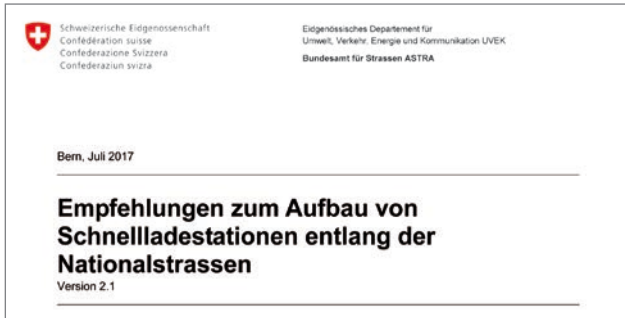 Schweizerische Eidgenossenschaft
Confédération suisse
Confederazione Svizzera
Confederaziun svizra
Eidgenössisches Departement für
Umwelt, Verkehr, Energie und Kommunikation UVEK
Bundesamt für Strassen ASTRA
Bern, Juli 2017
Empfehlungen zum Aufbau von
Schnellladestationen entlang der
Nationalstrassen
Version 2.1